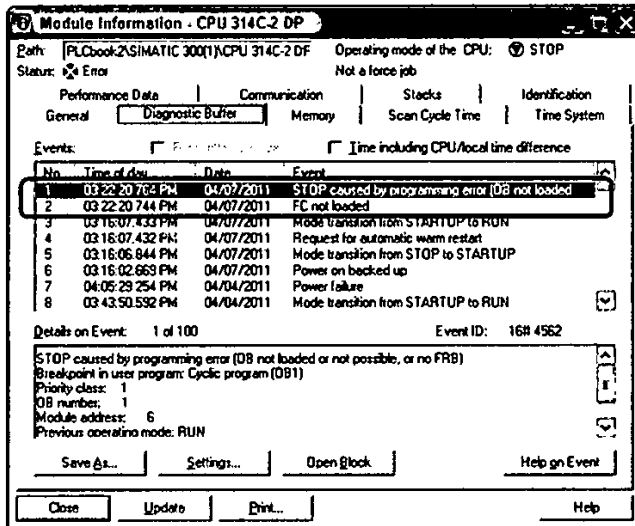 Module Information - CPU 314C-2 DP
Path: PLCbook2\SIMATIC 300(1)\CPU 314C-2 DP Operating mode of the CPU: STOP
Status: Error Not a force job
Performance Data Communication Stacks Identification
General Diagnostic Buffer Memory Scan Cycle Time Time System
Events: Time including CPU/local time difference
No. Time of day Date Event
1 03:22:20.764 PM 04/07/2011 STOP caused by programming error (OB not loaded
2 03:22:20.744 PM 04/07/2011 FC not loaded
3 03:16:07.433 PM 04/07/2011 Mode transition from STARTUP to RUN
4 03:16:07.432 PM 04/07/2011 Request for automatic warm restart
5 03:16:06.844 PM 04/07/2011 Mode transition from STOP to STARTUP
6 03:16:02.669 PM 04/07/2011 Power on backed up
7 04:05:29.254 PM 04/04/2011 Power failure
8 03:43:50.592 PM 04/04/2011 Mode transition from STARTUP to RUN
Details on Event: 1 of 100 Event ID: 16# 4562
STOP caused by programming error (OB not loaded or not possible, or no FRB)
Breakpoint in user program: Cyclic program (OB1)
Priority class: 1
OB number: 1
Module address: 6
Previous operating mode: RUN
Save As... Settings... Open Block Help on Event
Close Update Print... Help